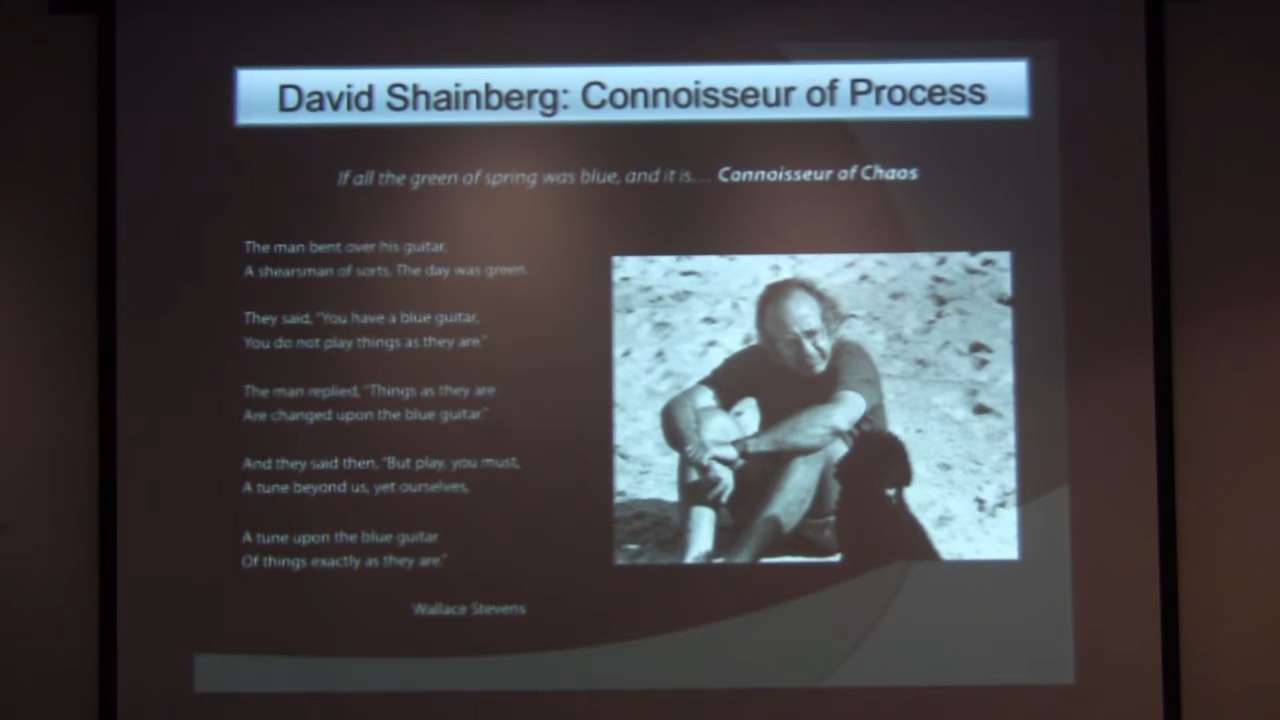 David Shainberg: Connoisseur of Process
If all the green of spring was blue, and it is... Connoisseur of Chaos
The man bent over his guitar,
A shearsman of sorts. The day was green.
They said, "You have a blue guitar,
You do not play things as they are."
The man replied, "Things as they are
Are changed upon the blue guitar."
And they said then, "But play, you must,
A tune beyond us, yet ourselves,
A tune upon the blue guitar
Of things exactly as they are."
Wallace Stevens